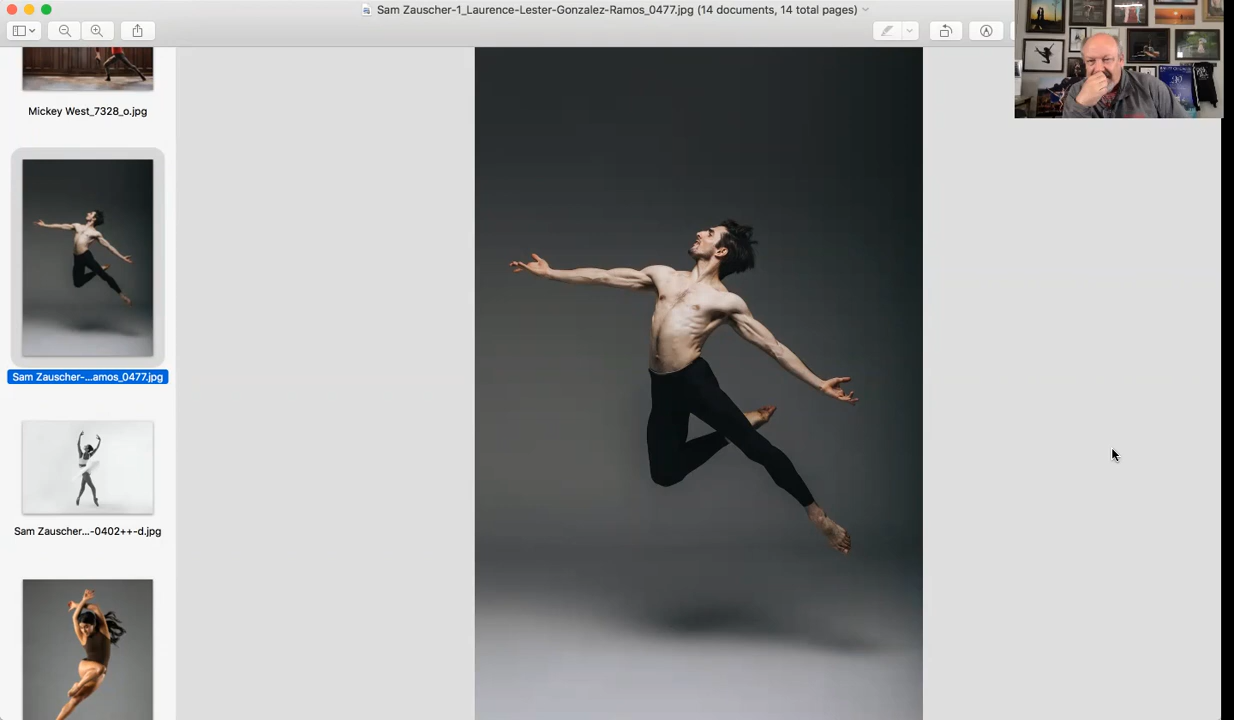 Sam Zauscher-1_Laurence-Lester-Gonzalez-Ramos_0477.jpg (14 documents, 14 total pages)
Mickey West_7328_o.jpg
Sam Zauscher-...amos_0477.jpg
Sam Zauscher...-0402++-d.jpg